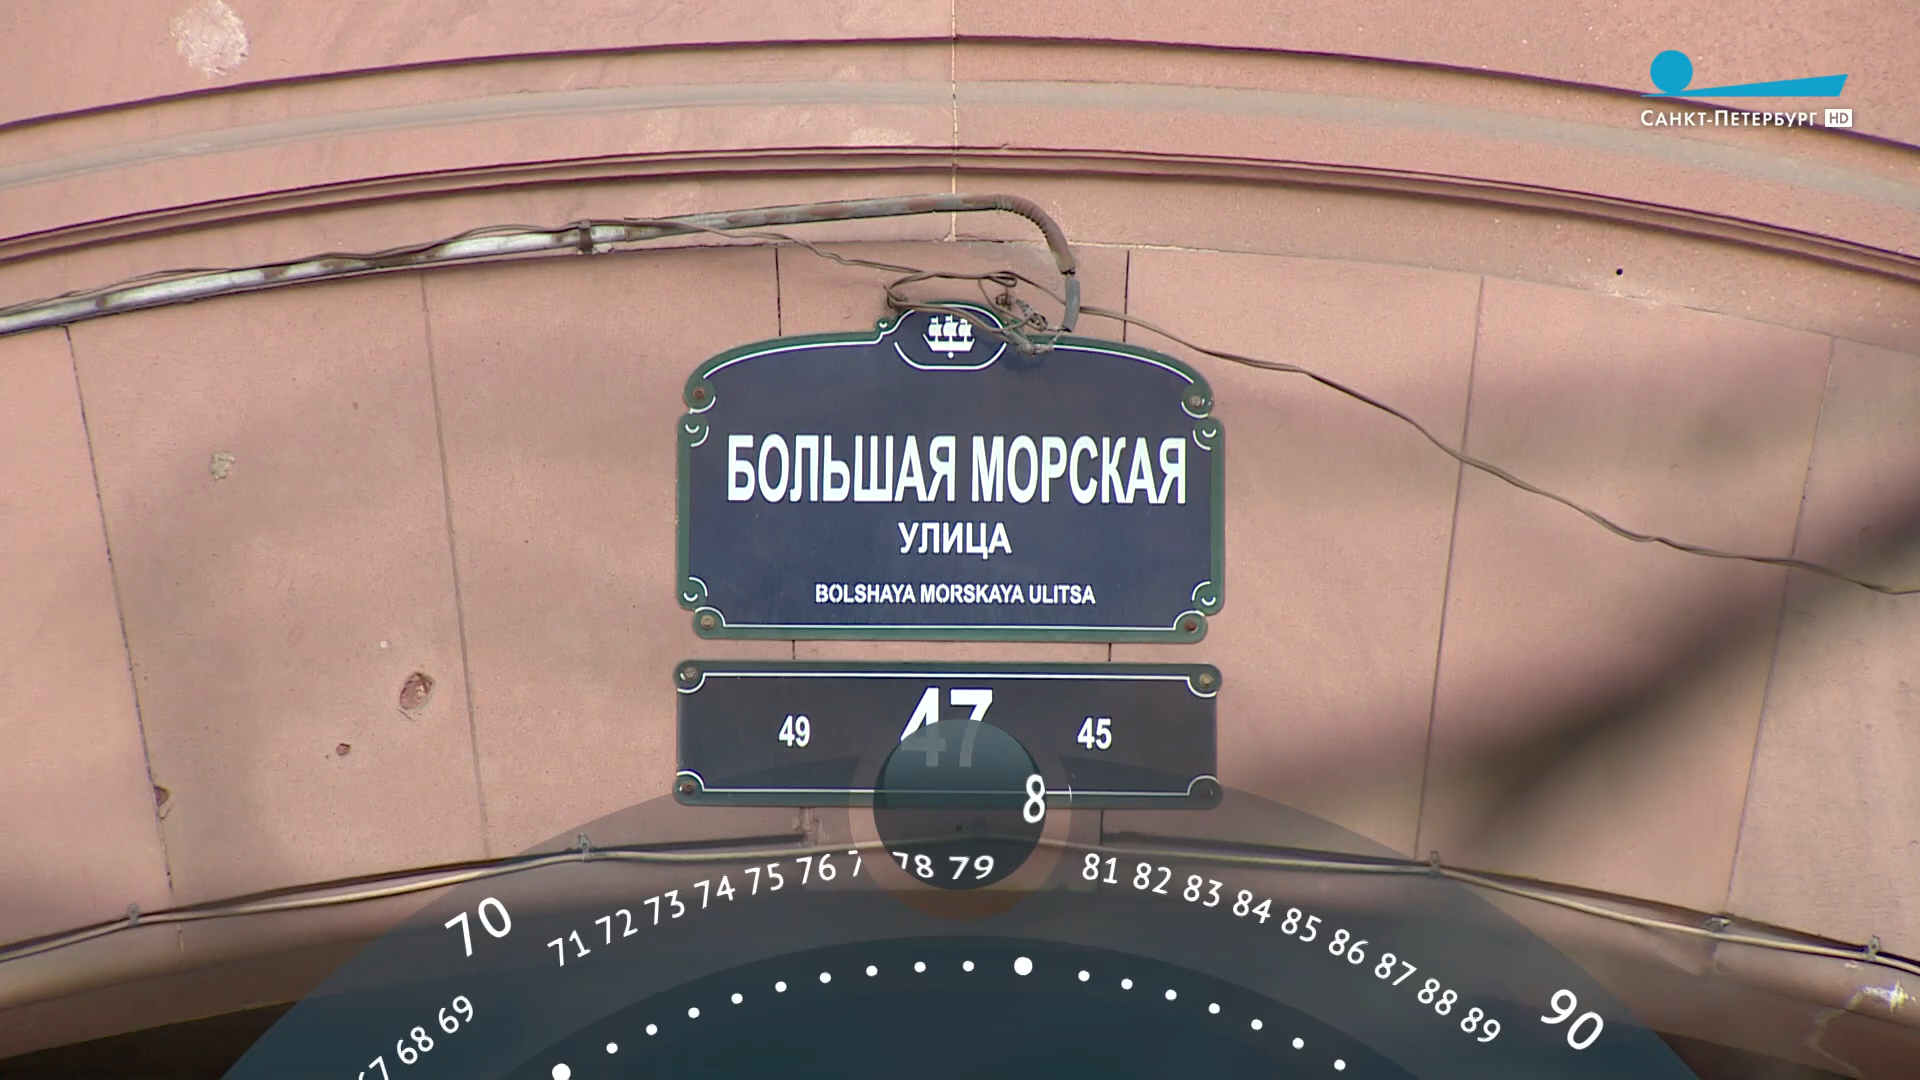 САНКТ-ПЕТЕРБУРГ HD
БОЛЬШАЯ МОРСКАЯ
УЛИЦА
BOLSHAYA MORSKAYA ULITSA
49 47 45
8
68 69 70 71 72 73 74 75 76 78 79 81 82 83 84 85 86 87 88 89 90